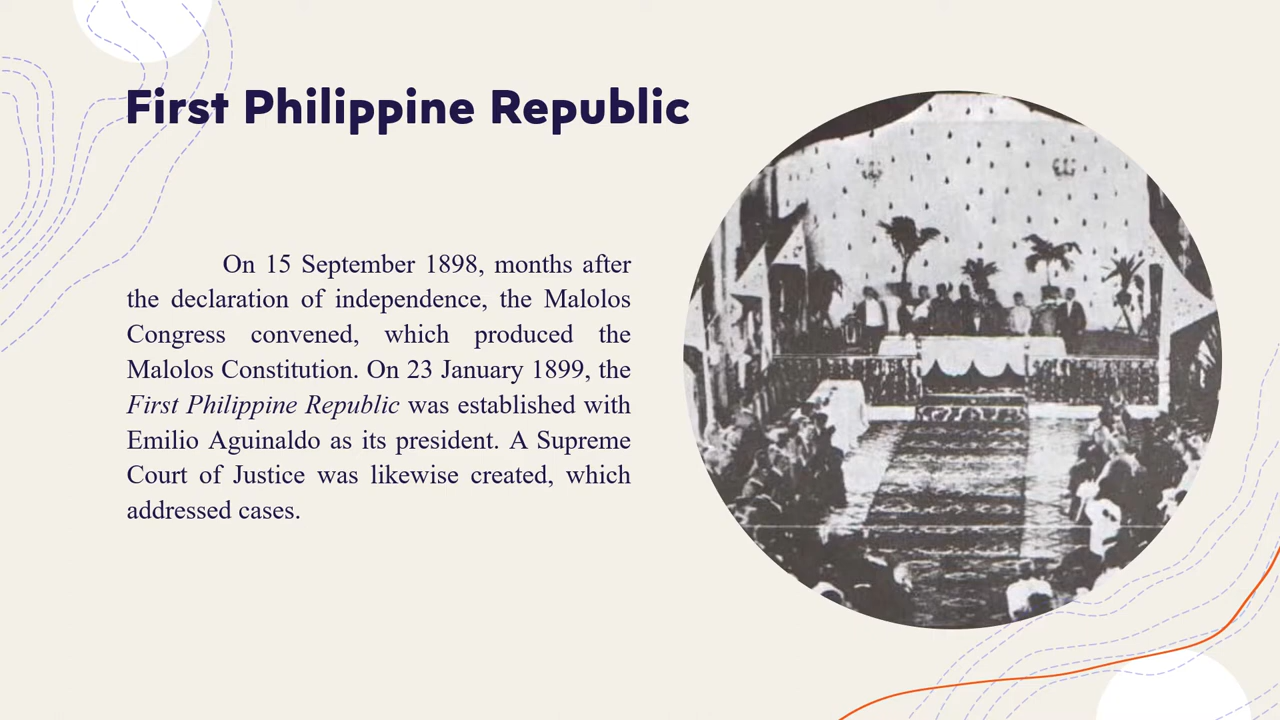 First Philippine Republic
On 15 September 1898, months after
the declaration of independence, the Malolos
Congress convened, which produced the
Malolos Constitution. On 23 January 1899, the
First Philippine Republic was established with
Emilio Aguinaldo as its president. A Supreme
Court of Justice was likewise created, which
addressed cases.